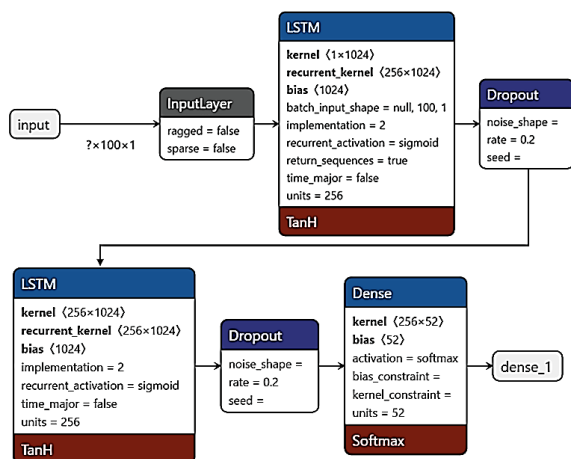 input
?×100×1
InputLayer
ragged = false
sparse = false
LSTM
kernel ⟨1×1024⟩
recurrent_kernel ⟨256×1024⟩
bias ⟨1024⟩
batch_input_shape = null, 100, 1
implementation = 2
recurrent_activation = sigmoid
return_sequences = true
time_major = false
units = 256
TanH
Dropout
noise_shape =
rate = 0.2
seed =
LSTM
kernel ⟨256×1024⟩
recurrent_kernel ⟨256×1024⟩
bias ⟨1024⟩
implementation = 2
recurrent_activation = sigmoid
time_major = false
units = 256
TanH
Dropout
noise_shape =
rate = 0.2
seed =
Dense
kernel ⟨256×52⟩
bias ⟨52⟩
activation = softmax
bias_constraint =
kernel_constraint =
units = 52
Softmax
dense_1